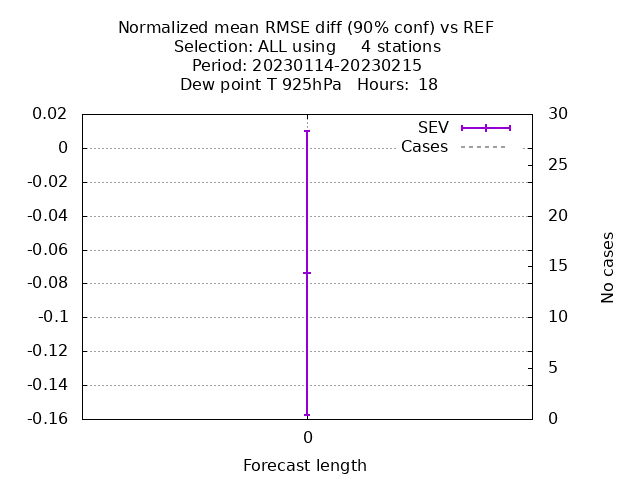 Normalized mean RMSE diff (90% conf) vs REF
Selection: ALL using     4 stations
Period: 20230114-20230215
Dew point T 925hPa   Hours:  18
SEV
Cases
0.02
0
-0.02
-0.04
-0.06
-0.08
-0.1
-0.12
-0.14
-0.16
30
25
20
15
10
5
0
No cases
0
Forecast length